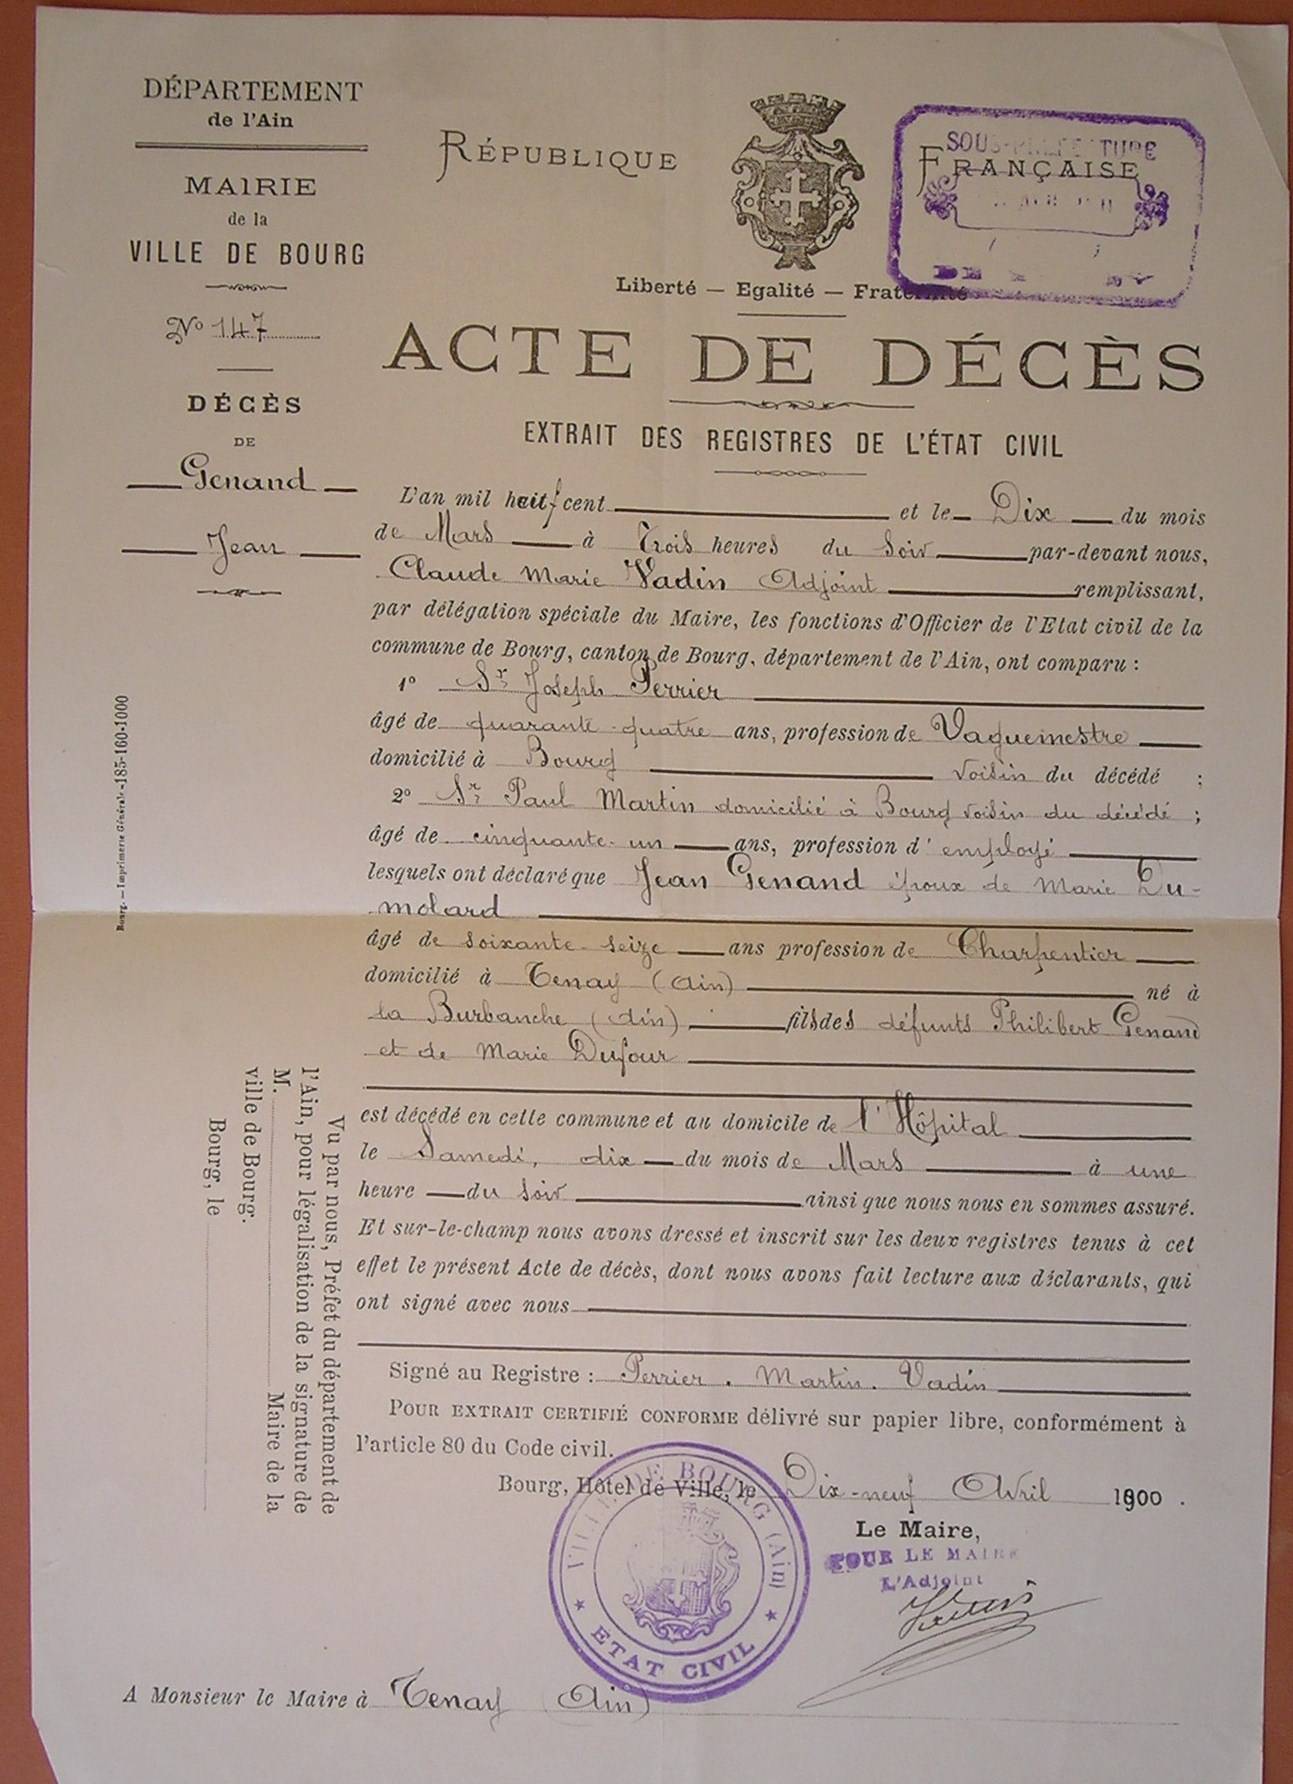 DÉPARTEMENT
de l'Ain
MAIRIE
de la
VILLE DE BOURG
No 147
DÉCÈS
DE
Genand
Jean
RÉPUBLIQUE FRANÇAISE
SOUS-PRÉFECTURE
Liberté — Egalité — Fraternité
ACTE DE DÉCÈS
EXTRAIT DES REGISTRES DE L'ÉTAT CIVIL
L'an mil neuf cent et le Dix du mois
de Mars à Trois heures du Soir par-devant nous,
Claude Marie Vadin Adjoint remplissant,
par délégation spéciale du Maire, les fonctions d'Officier de l'Etat civil de la
commune de Bourg, canton de Bourg, département de l'Ain, ont comparu :
1o Sr Joseph Perrier
âgé de quarante-quatre ans, profession de Vaguemestre
domicilié à Bourg voisin du décédé ;
2o Sr Paul Martin domicilié à Bourg voisin du décédé ;
âgé de cinquante-un ans, profession d'employé
lesquels ont déclaré que Jean Genand époux de Marie Du-
molard
âgé de soixante-seize ans profession de Charpentier
domicilié à Tenay (Ain) né à
la Burbanche (Ain) fils des défunts Philibert Genand
et de Marie Dufour
est décédé en cette commune et au domicile de l'Hôpital
le Samedi, dix du mois de Mars à une
heure du Soir ainsi que nous nous en sommes assuré.
Et sur-le-champ nous avons dressé et inscrit sur les deux registres tenus à cet
effet le présent Acte de décès, dont nous avons fait lecture aux déclarants, qui
ont signé avec nous
Signé au Registre : Perrier . Martin . Vadin
POUR EXTRAIT CERTIFIÉ CONFORME délivré sur papier libre, conformément à
l'article 80 du Code civil.
Bourg, Hôtel de Ville, le Dix-neuf Avril 1900 .
Le Maire,
POUR LE MAIRE
L'Adjoint
VILLE DE BOURG (Ain)
ETAT CIVIL
A Monsieur le Maire à Tenay (Ain)
Bourg. — Imprimerie Générale.-185-160-1000
Vu par nous, Préfet du département de
l'Ain, pour légalisation de la signature de
M. Maire de la
ville de Bourg.
Bourg, le